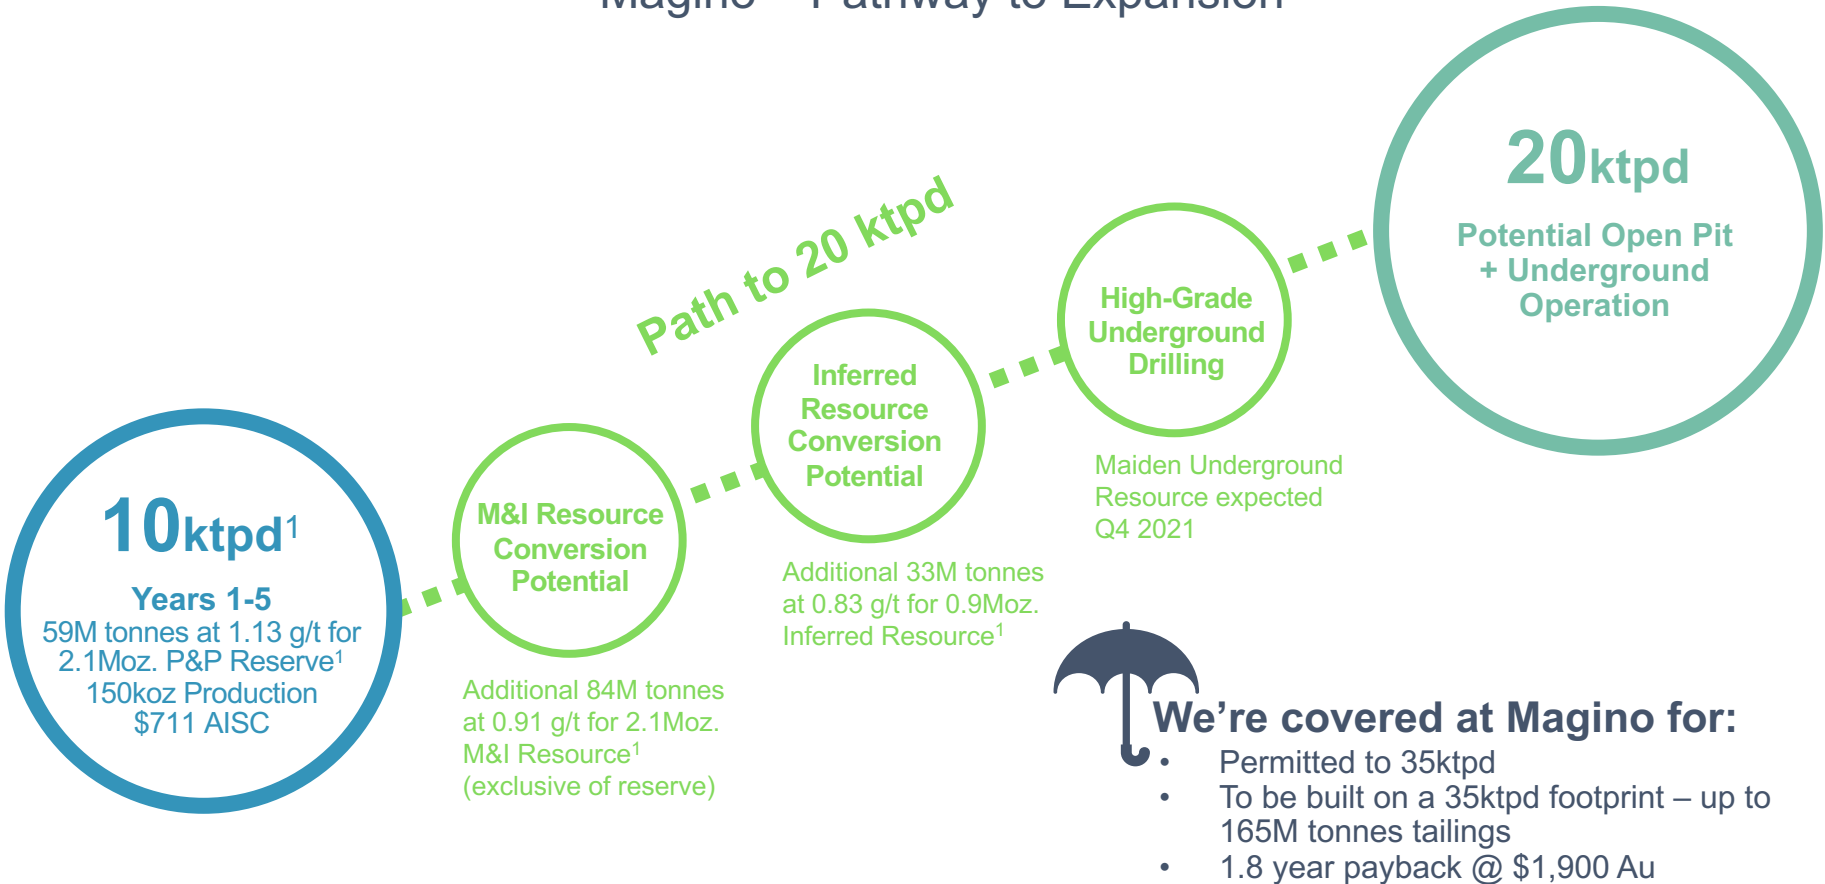 Magino – Pathway to Expansion
20ktpd
Potential Open Pit
+ Underground
Operation
Path to 20 ktpd
High-Grade
Underground
Drilling
Maiden Underground
Resource expected
Q4 2021
Inferred
Resource
Conversion
Potential
Additional 33M tonnes
at 0.83 g/t for 0.9Moz.
Inferred Resource¹
M&I Resource
Conversion
Potential
Additional 84M tonnes
at 0.91 g/t for 2.1Moz.
M&I Resource¹
(exclusive of reserve)
10ktpd¹
Years 1-5
59M tonnes at 1.13 g/t for
2.1Moz. P&P Reserve¹
150koz Production
$711 AISC
We’re covered at Magino for:
• Permitted to 35ktpd
• To be built on a 35ktpd footprint – up to
165M tonnes tailings
• 1.8 year payback @ $1,900 Au